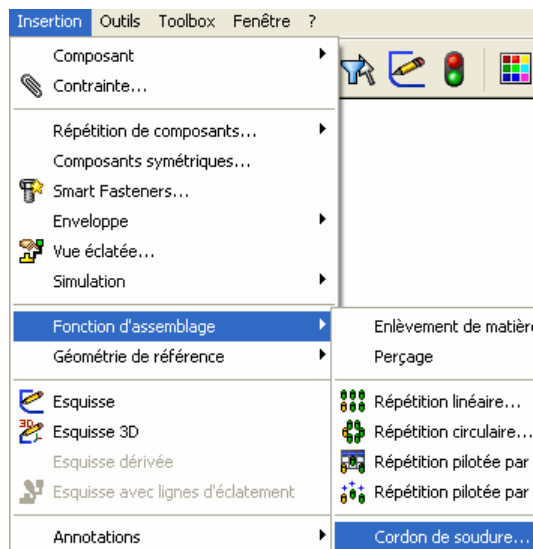 Insertion Outils Toolbox Fenêtre ?
Composant
Contrainte...
Répétition de composants...
Composants symétriques...
Smart Fasteners...
Enveloppe
Vue éclatée...
Simulation
Fonction d'assemblage
Enlèvement de matière
Géométrie de référence
Perçage
Esquisse
Répétition linéaire...
3D
Esquisse 3D
Répétition circulaire...
Esquisse dérivée
Répétition pilotée par
Esquisse avec lignes d'éclatement
Répétition pilotée par
Annotations
Cordon de soudure...